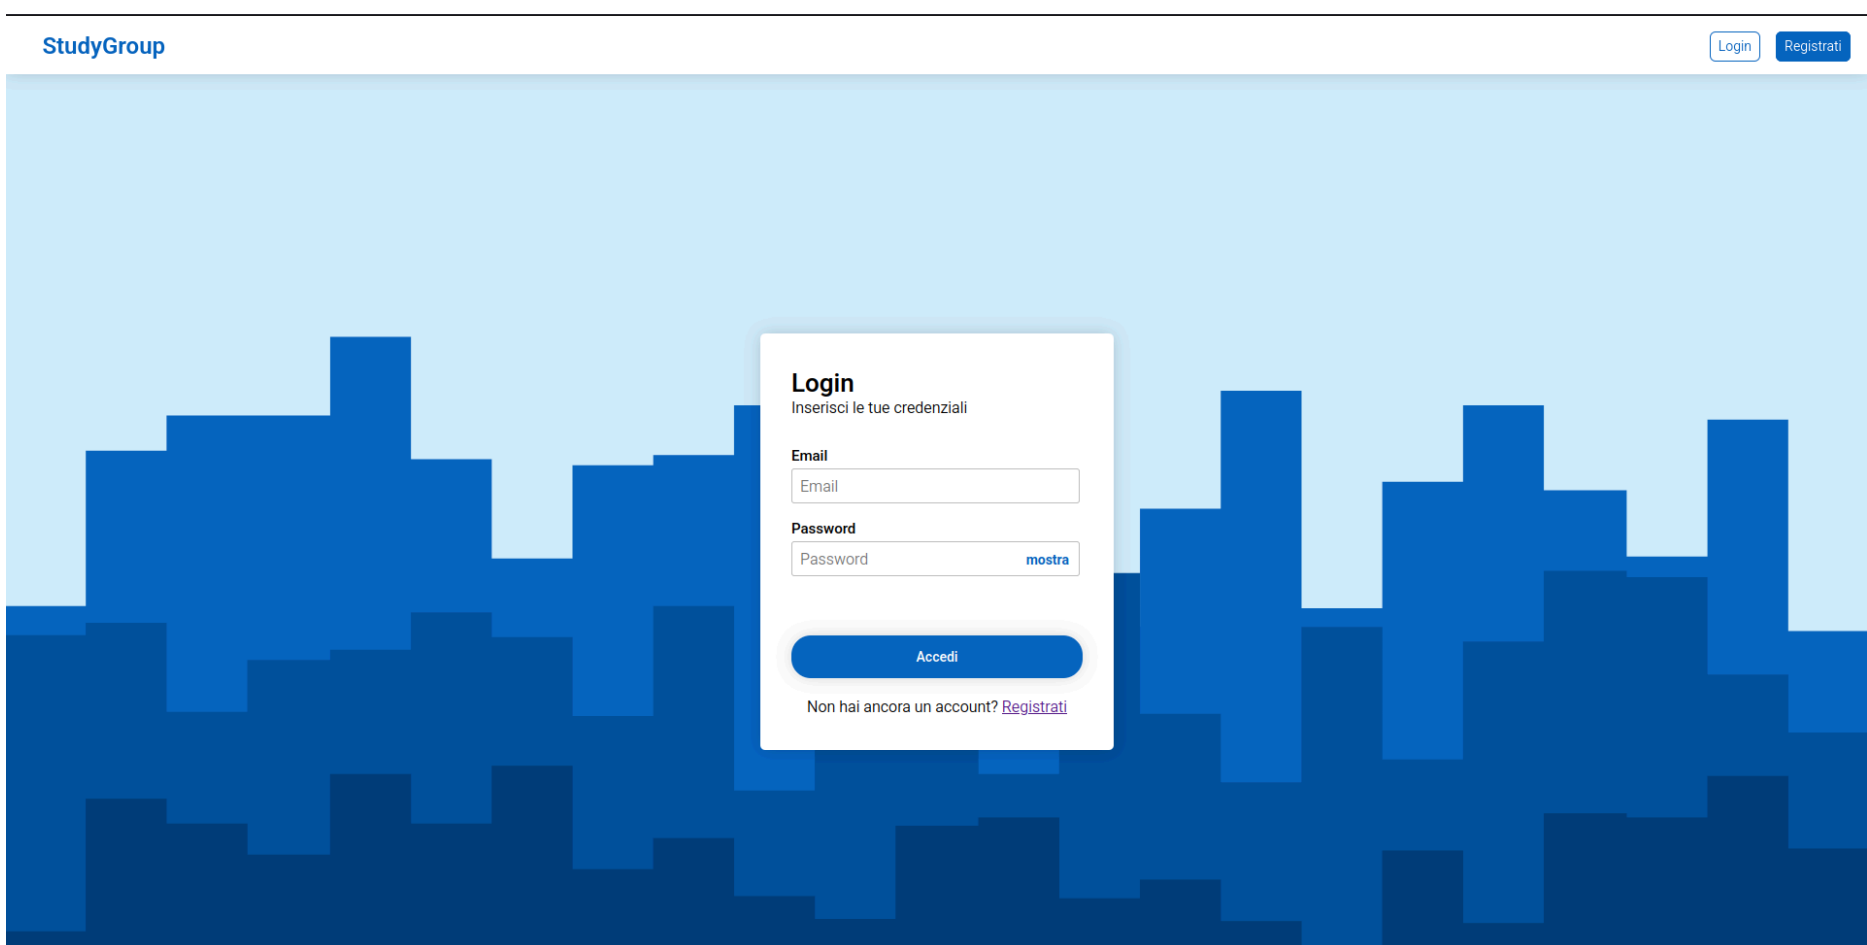 StudyGroup
Login
Registrati
Login
Inserisci le tue credenziali
Email
Email
Password
Password mostra
Accedi
Non hai ancora un account? Registrati